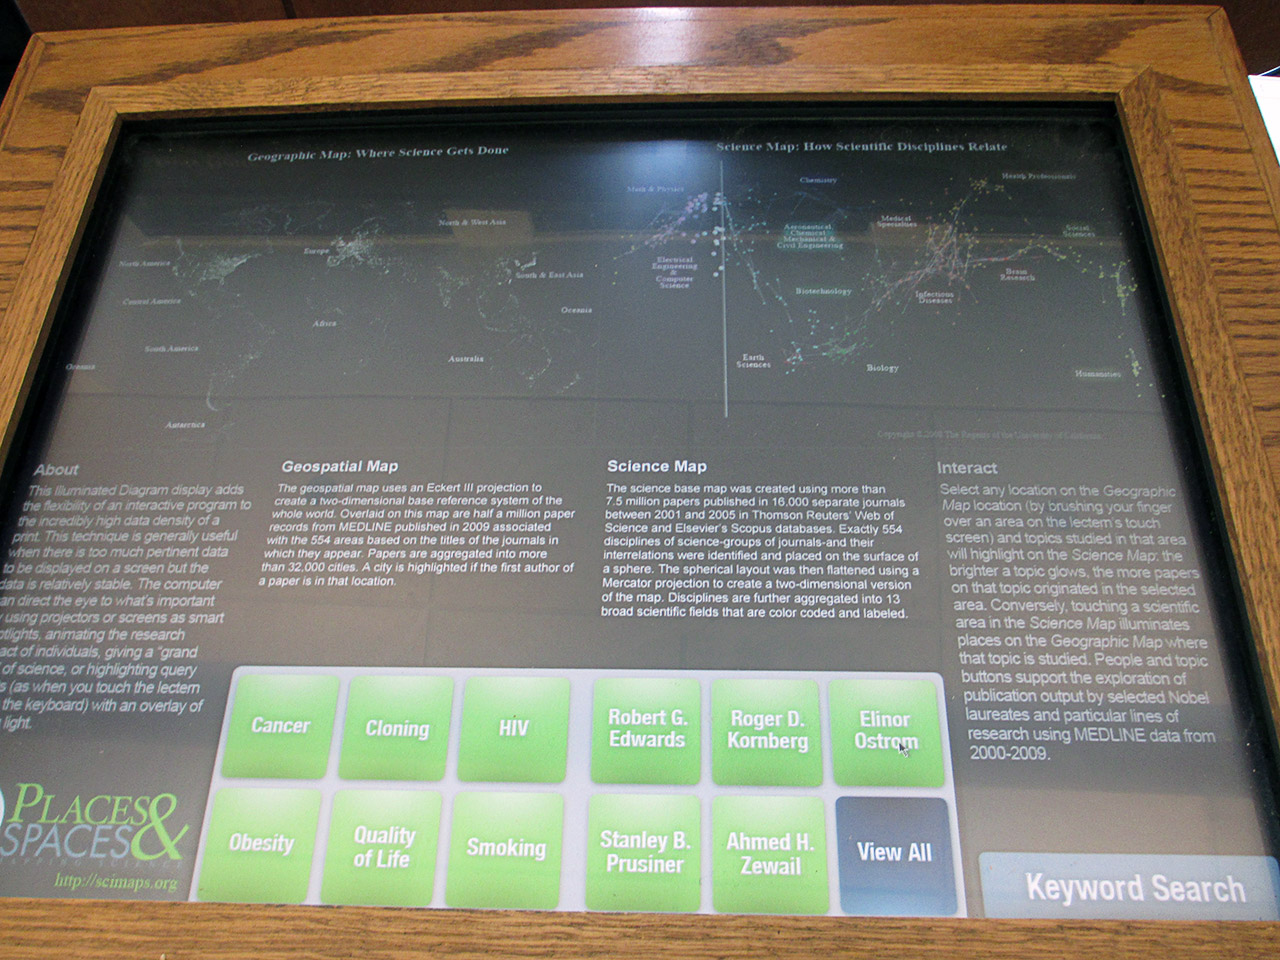 Geographic Map: Where Science Gets Done
Science Map: How Scientific Disciplines Relate
North America
Central America
South America
Oceania
Antarctica
Europe
Africa
North & West Asia
South & East Asia
Oceania
Australia
Math & Physics
Electrical
Engineering
&
Computer
Science
Chemistry
Aeronautical,
Chemical,
Mechanical &
Civil Engineering
Biotechnology
Earth
Sciences
Biology
Medical
Specialties
Infectious
Diseases
Brain
Research
Health Professionals
Social
Sciences
Humanities
Copyright © 2008 The Regents of the University of California
About
This Illuminated Diagram display adds
the flexibility of an interactive program to
the incredibly high data density of a
print. This technique is generally useful
when there is too much pertinent data
to be displayed on a screen but the
data is relatively stable. The computer
an direct the eye to what's important
using projectors or screens as smart
otlights, animating the research
act of individuals, giving a "grand
of science, or highlighting query
s (as when you touch the lectern
the keyboard) with an overlay of
light.
Geospatial Map
The geospatial map uses an Eckert III projection to
create a two-dimensional base reference system of the
whole world. Overlaid on this map are half a million paper
records from MEDLINE published in 2009 associated
with the 554 areas based on the titles of the journals in
which they appear. Papers are aggregated into more
than 32,000 cities. A city is highlighted if the first author of
a paper is in that location.
Science Map
The science base map was created using more than
7.5 million papers published in 16,000 separate journals
between 2001 and 2005 in Thomson Reuters' Web of
Science and Elsevier's Scopus databases. Exactly 554
disciplines of science-groups of journals-and their
interrelations were identified and placed on the surface of
a sphere. The spherical layout was then flattened using a
Mercator projection to create a two-dimensional version
of the map. Disciplines are further aggregated into 13
broad scientific fields that are color coded and labeled.
Interact
Select any location on the Geographic
Map location (by brushing your finger
over an area on the lectern's touch
screen) and topics studied in that area
will highlight on the Science Map: the
brighter a topic glows, the more papers
on that topic originated in the selected
area. Conversely, touching a scientific
area in the Science Map illuminates
places on the Geographic Map where
that topic is studied. People and topic
buttons support the exploration of
publication output by selected Nobel
laureates and particular lines of
research using MEDLINE data from
2000-2009.
Cancer
Cloning
HIV
Robert G.
Edwards
Roger D.
Kornberg
Elinor
Ostrom
Obesity
Quality
of Life
Smoking
Stanley B.
Prusiner
Ahmed H.
Zewail
View All
PLACES &
SPACES
http://scimaps.org
Keyword Search